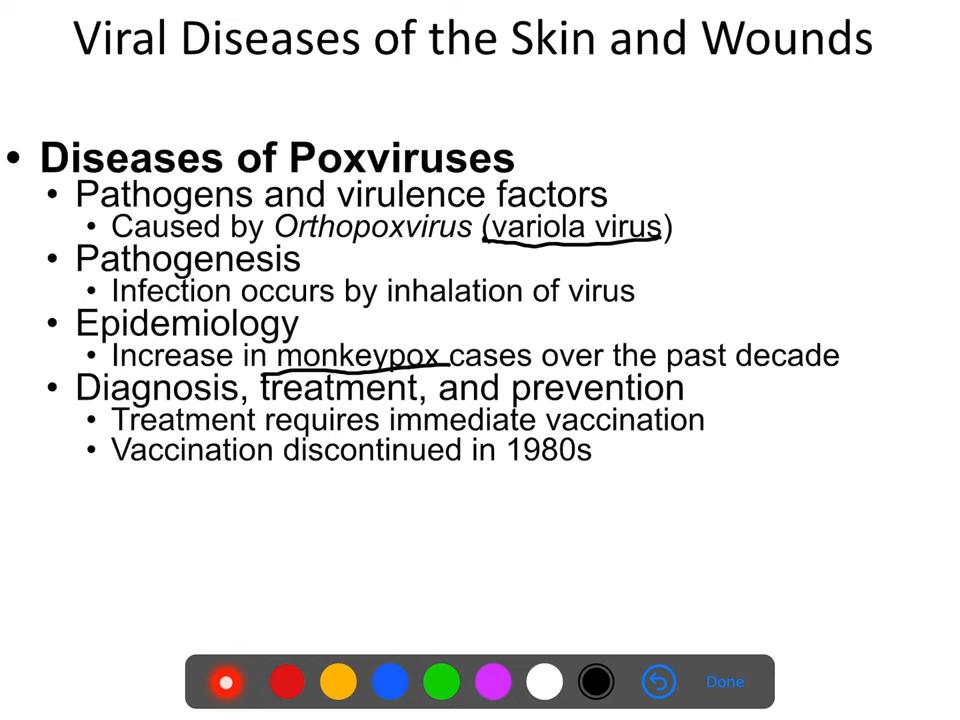 Viral Diseases of the Skin and Wounds
• Diseases of Poxviruses
• Pathogens and virulence factors
• Caused by Orthopoxvirus (variola virus)
• Pathogenesis
• Infection occurs by inhalation of virus
• Epidemiology
• Increase in monkeypox cases over the past decade
• Diagnosis, treatment, and prevention
• Treatment requires immediate vaccination
• Vaccination discontinued in 1980s
Done